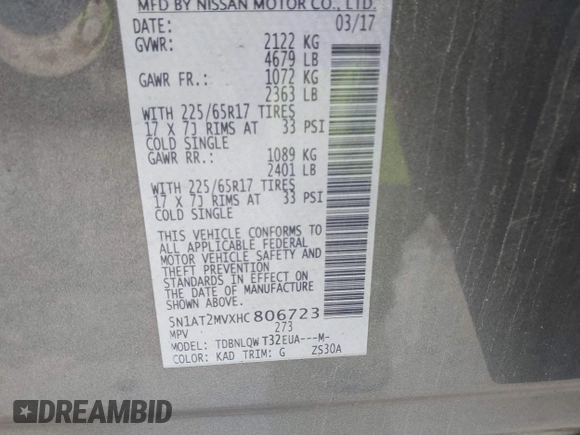 MFD BY NISSAN MOTOR CO., LTD.
DATE: 03/17
GVWR: 2122 KG
4679 LB
GAWR FR.: 1072 KG
2363 LB
WITH 225/65R17 TIRES
17 X 7J RIMS AT 33 PSI
COLD SINGLE
GAWR RR.: 1089 KG
2401 LB
WITH 225/65R17 TIRES
17 X 7J RIMS AT 33 PSI
COLD SINGLE
THIS VEHICLE CONFORMS TO
ALL APPLICABLE FEDERAL
MOTOR VEHICLE SAFETY AND
THEFT PREVENTION
STANDARDS IN EFFECT ON
THE DATE OF MANUFACTURE
SHOWN ABOVE.
5N1AT2MVXHC806723
MPV 273
MODEL: TDBNLQWT32EUA---M-
COLOR: KAD TRIM: G ZS30A
DREAMBID